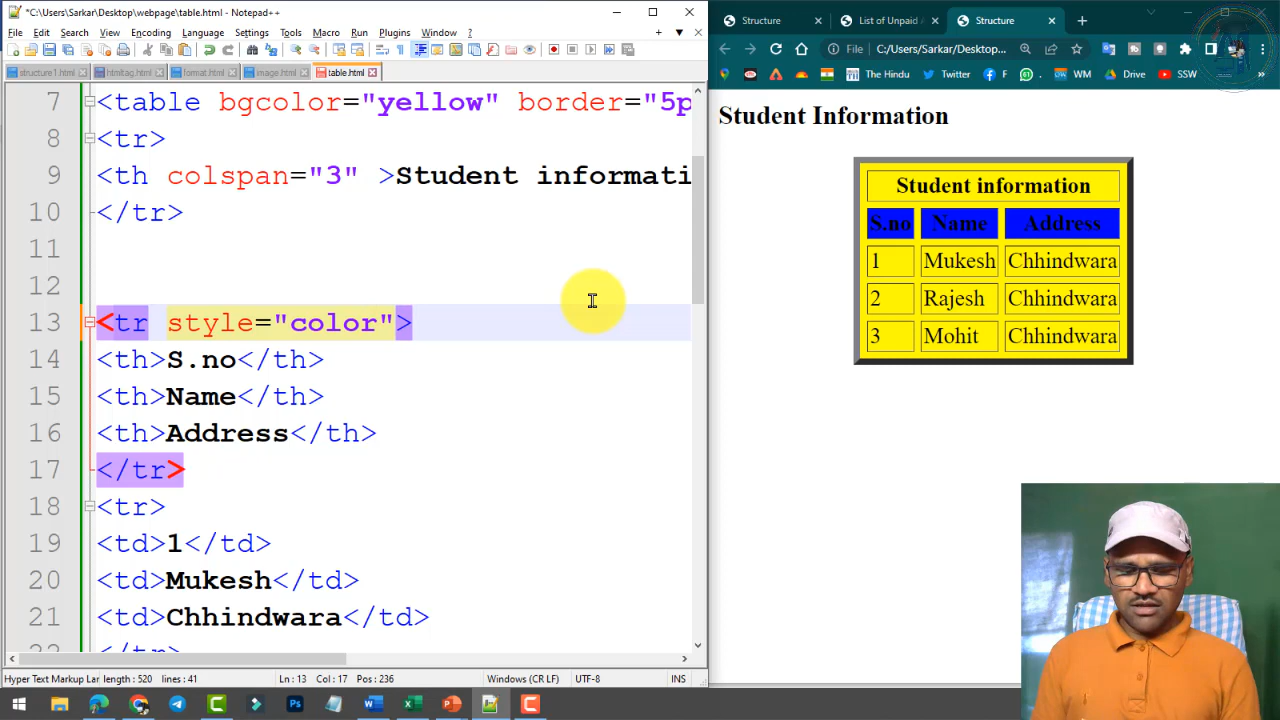 *C:\Users\Sarkar\Desktop\webpage\table.html - Notepad++
File Edit Search View Encoding Language Settings Tools Macro Run Plugins Window ?
structure1.html htmltag.html format.html image.html table.html
7 <table bgcolor="yellow" border="5p
8 <tr>
9 <th colspan="3" >Student informati
10 </tr>
11
12
13 <tr style="color">
14 <th>S.no</th>
15 <th>Name</th>
16 <th>Address</th>
17 </tr>
18 <tr>
19 <td>1</td>
20 <td>Mukesh</td>
21 <td>Chhindwara</td>
Hyper Text Markup Lar length : 520 lines : 41 Ln : 13 Col : 17 Pos : 236 Windows (CR LF) UTF-8 INS
Structure List of Unpaid A Structure
File C:/Users/Sarkar/Desktop...
The Hindu Twitter F WM Drive SSW
Student Information
Student information
S.no Name Address
1 Mukesh Chhindwara
2 Rajesh Chhindwara
3 Mohit Chhindwara